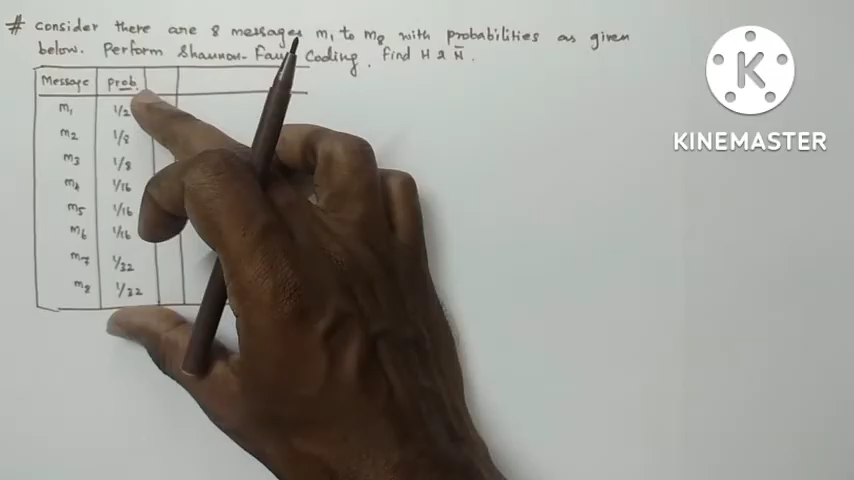 # Consider there are 8 messages m1 to m8 with probabilities as given
below. Perform Shannon-Fano Coding. Find H & N̄.
Message Prob.
m1 1/2
m2 1/8
m3 1/8
m4 1/16
m5 1/16
m6 1/16
m7 1/32
m8 1/32
K
KINEMASTER